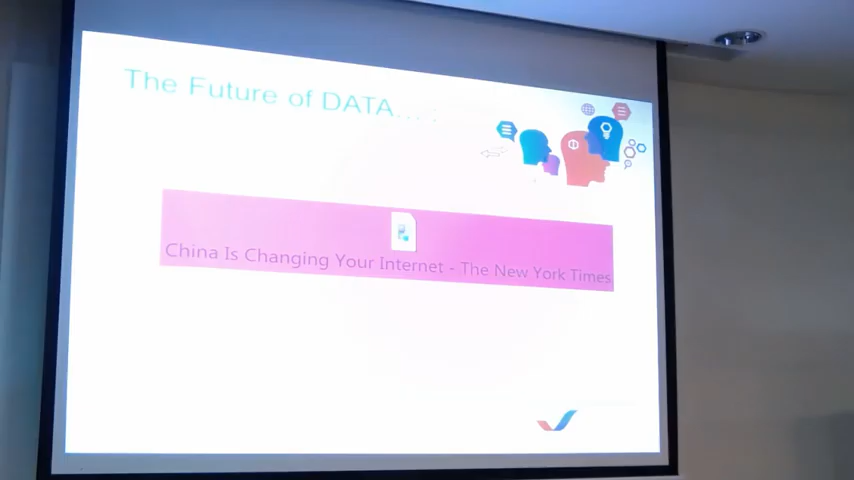 The Future of DATA.....
China Is Changing Your Internet - The New York Times